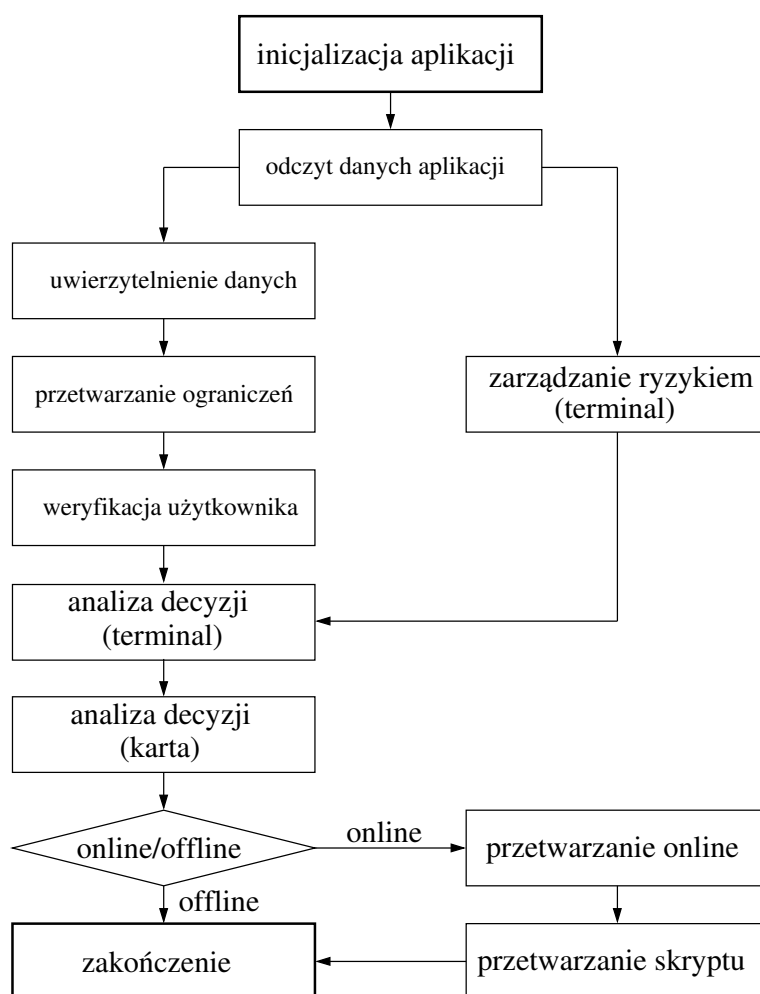 inicjalizacja aplikacji
odczyt danych aplikacji
uwierzytelnienie danych
przetwarzanie ograniczeń
zarządzanie ryzykiem
(terminal)
weryfikacja użytkownika
analiza decyzji
(terminal)
analiza decyzji
(karta)
online/offline
online
przetwarzanie online
offline
zakończenie
przetwarzanie skryptu